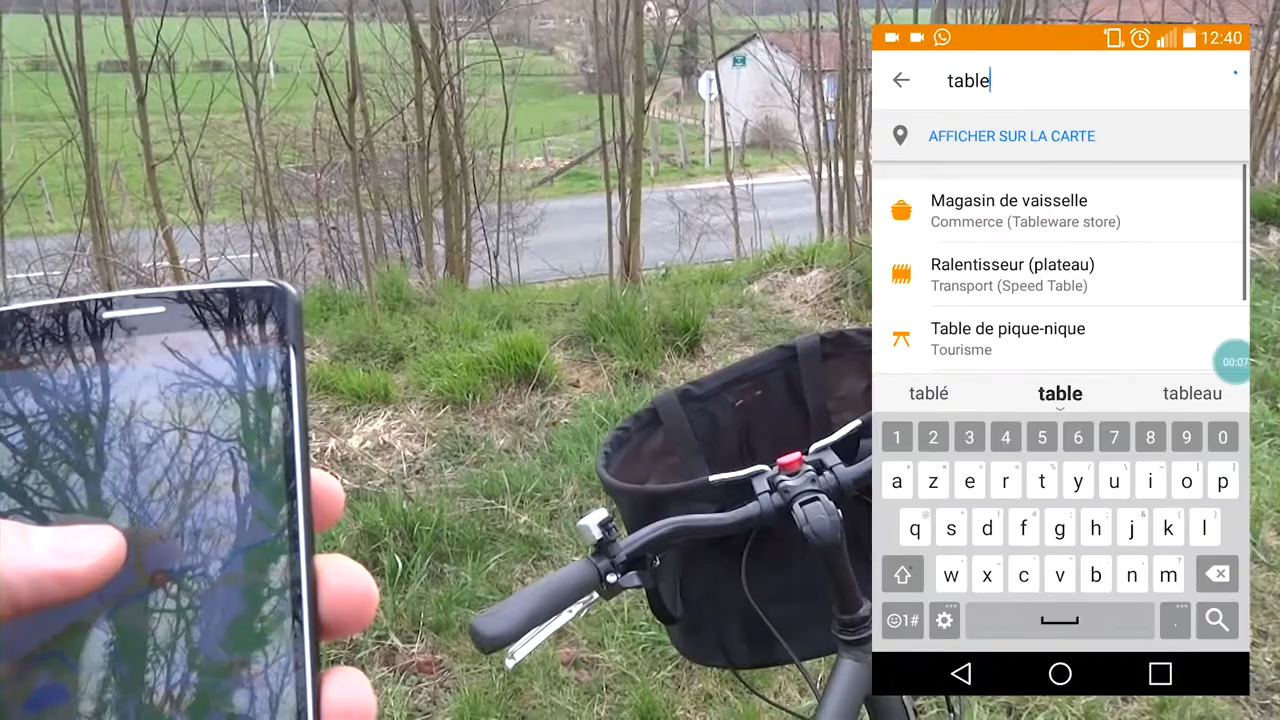 12:40
table
AFFICHER SUR LA CARTE
Magasin de vaisselle
Commerce (Tableware store)
Ralentisseur (plateau)
Transport (Speed Table)
Table de pique-nique
Tourisme
00:07
tablé table tableau
1 2 3 4 5 6 7 8 9 0
a z e r t y u i o p
q s d f g h j k l
w x c v b n m
1# .